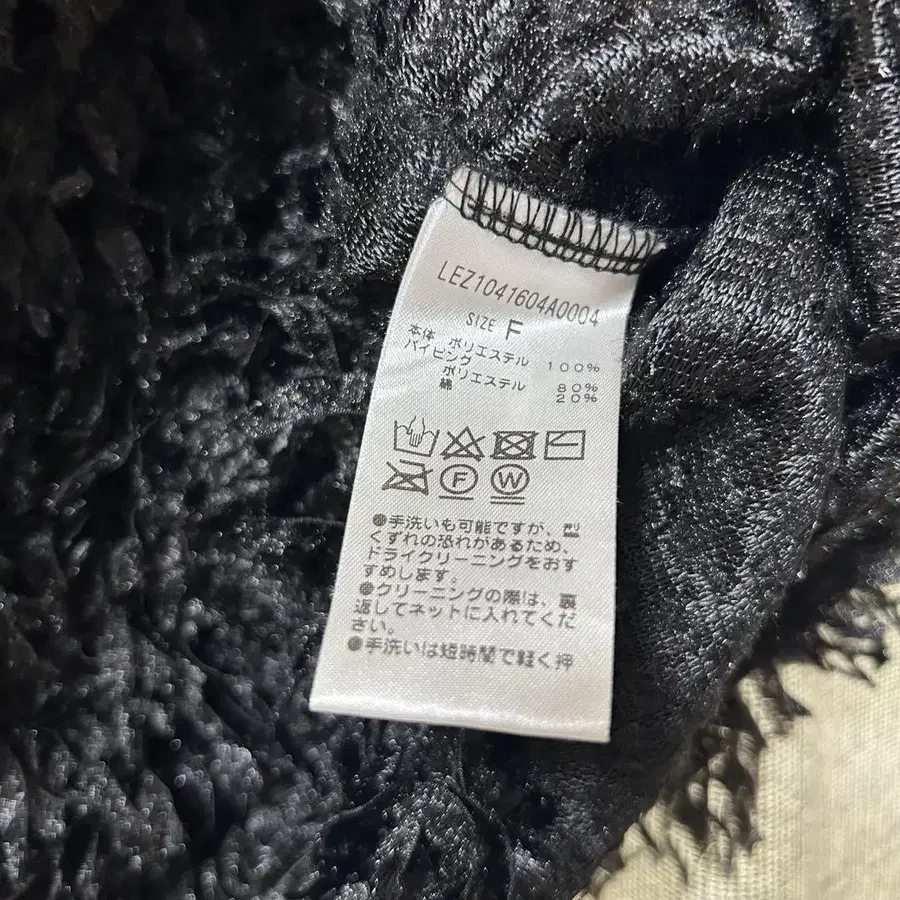 LEZ1041604A0004
SIZE F
本体 ポリエステル 100%
パイピング
ポリエステル 80%
綿 20%
F W
●手洗いも可能ですが、型
くずれの恐れがあるため、
ドライクリーニングをおす
すめします。
●クリーニングの際は、裏
返してネットに入れてくだ
さい。
●手洗いは短時間で軽く押